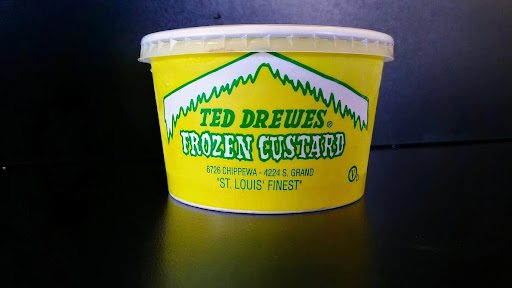 TED DREWES®
FROZEN CUSTARD
6726 CHIPPEWA - 4224 S. GRAND
"ST. LOUIS' FINEST"